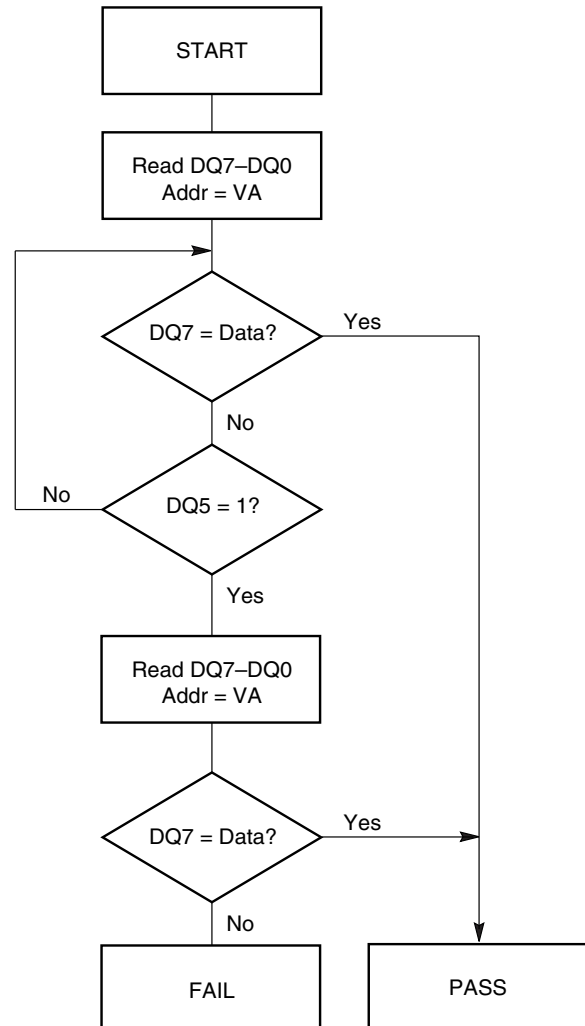 START
Read DQ7–DQ0
Addr = VA
DQ7 = Data?
Yes
No
DQ5 = 1?
No
Yes
Read DQ7–DQ0
Addr = VA
DQ7 = Data?
Yes
No
FAIL
PASS